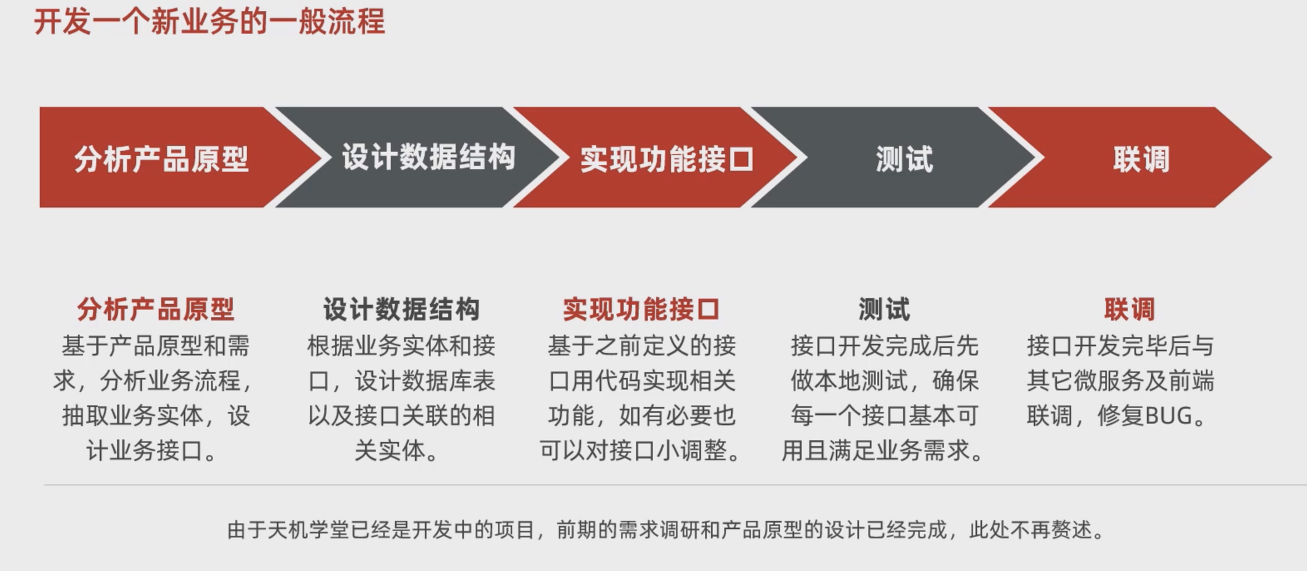 开发一个新业务的一般流程
分析产品原型
设计数据结构
实现功能接口
测试
联调
分析产品原型
基于产品原型和需
求，分析业务流程，
抽取业务实体，设
计业务接口。
设计数据结构
根据业务实体和接
口，设计数据库表
以及接口关联的相
关实体。
实现功能接口
基于之前定义的接
口用代码实现相关
功能，如有必要也
可以对接口小调整。
测试
接口开发完成后先
做本地测试，确保
每一个接口基本可
用且满足业务需求。
联调
接口开发完毕后与
其它微服务及前端
联调，修复BUG。
由于天机学堂已经是开发中的项目，前期的需求调研和产品原型的设计已经完成，此处不再赘述。